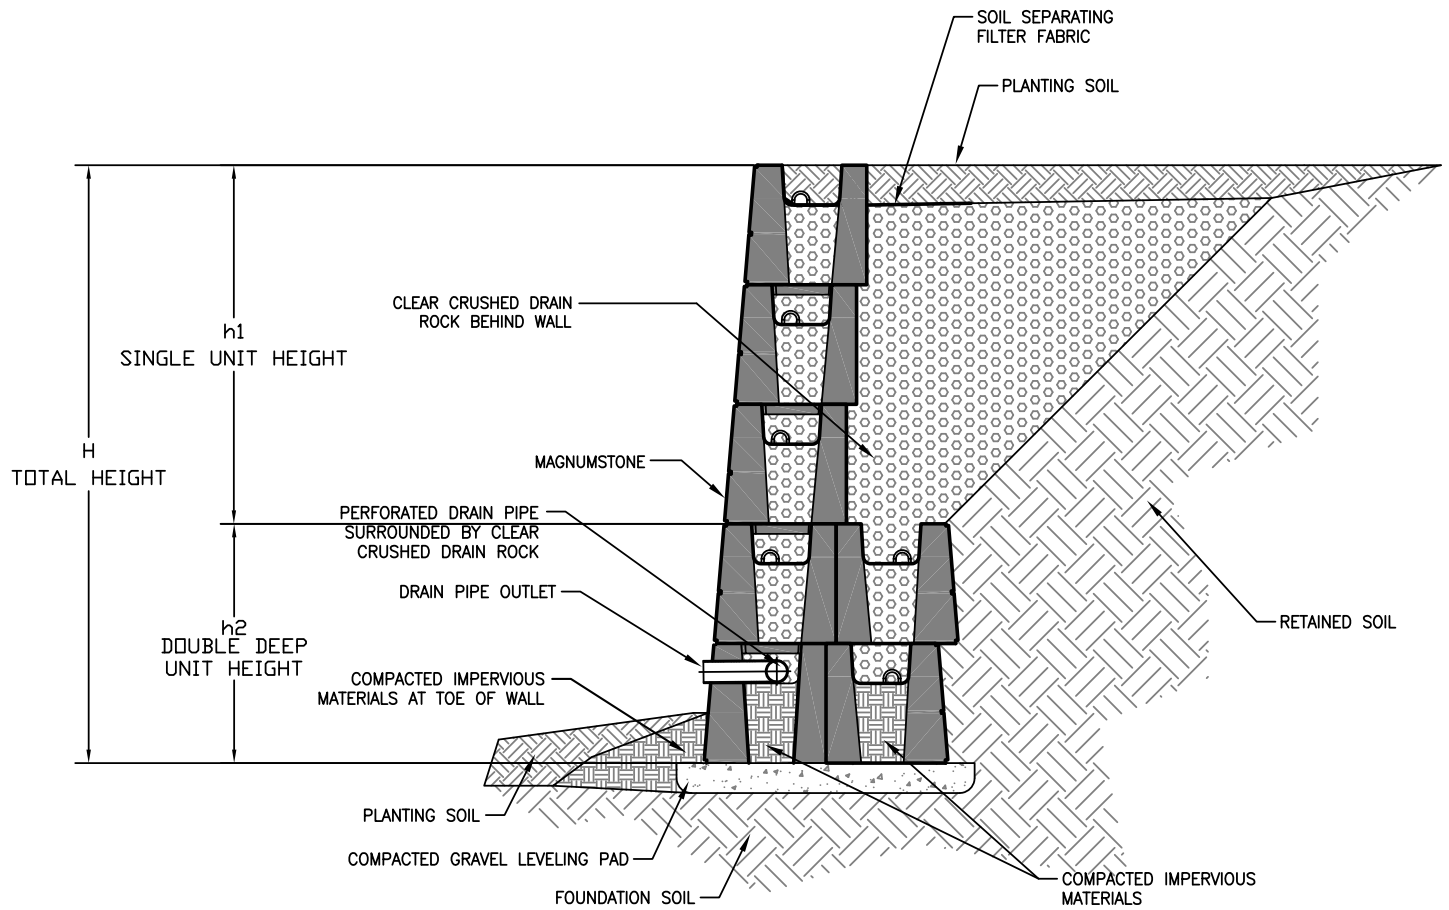 SOIL SEPARATING
FILTER FABRIC
PLANTING SOIL
CLEAR CRUSHED DRAIN
ROCK BEHIND WALL
h1
SINGLE UNIT HEIGHT
H
TOTAL HEIGHT
MAGNUMSTONE
PERFORATED DRAIN PIPE
SURROUNDED BY CLEAR
CRUSHED DRAIN ROCK
DRAIN PIPE OUTLET
h2
DOUBLE DEEP
UNIT HEIGHT
RETAINED SOIL
COMPACTED IMPERVIOUS
MATERIALS AT TOE OF WALL
PLANTING SOIL
COMPACTED GRAVEL LEVELING PAD
FOUNDATION SOIL
COMPACTED IMPERVIOUS
MATERIALS